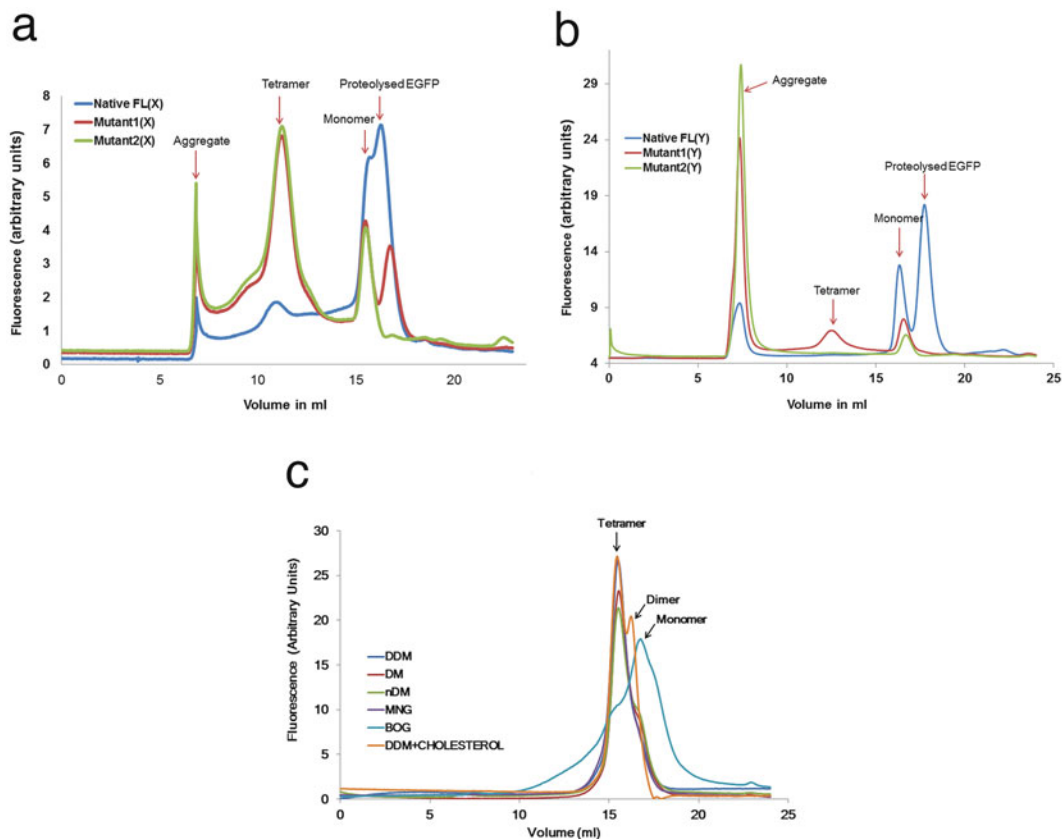 a
Native FL(X)
Mutant1(X)
Mutant2(X)
Aggregate
Tetramer
Monomer
Proteolysed EGFP
Fluorescence (arbitrary units)
8
7
6
5
4
3
2
1
0
0
5
10
15
20
Volume in ml
b
Native FL(Y)
Mutant1(Y)
Mutant2(Y)
Aggregate
Tetramer
Monomer
Proteolysed EGFP
Fluorescence (arbitrary units)
29
24
19
14
9
4
0
5
10
15
20
25
Volume in ml
c
Tetramer
Dimer
Monomer
DDM
DM
nDM
MNG
BOG
DDM+CHOLESTEROL
Fluorescence (Arbitrary Units)
30
25
20
15
10
5
0
0
5
10
15
20
25
Volume (ml)